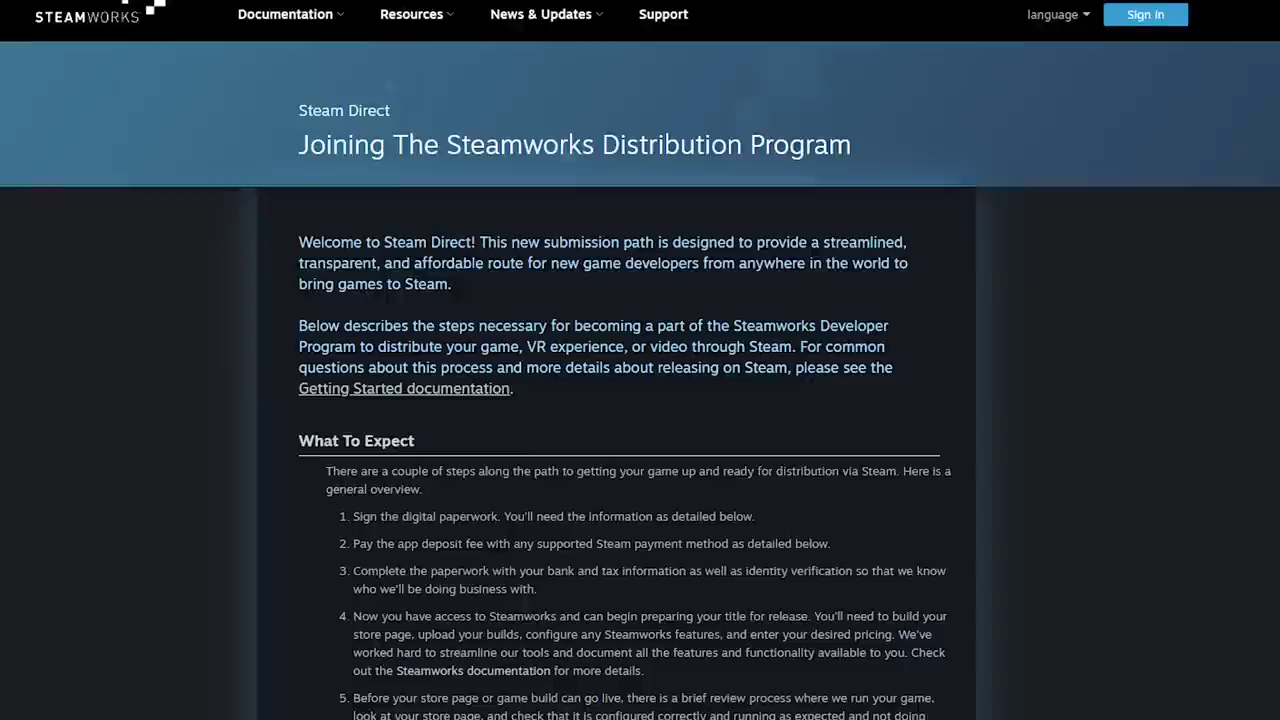 STEAMWORKS Documentation Resources News & Updates Support language Sign in
Steam Direct
Joining The Steamworks Distribution Program
Welcome to Steam Direct! This new submission path is designed to provide a streamlined,
transparent, and affordable route for new game developers from anywhere in the world to
bring games to Steam.
Below describes the steps necessary for becoming a part of the Steamworks Developer
Program to distribute your game, VR experience, or video through Steam. For common
questions about this process and more details about releasing on Steam, please see the
Getting Started documentation.
What To Expect
There are a couple of steps along the path to getting your game up and ready for distribution via Steam. Here is a
general overview.
1. Sign the digital paperwork. You'll need the information as detailed below.
2. Pay the app deposit fee with any supported Steam payment method as detailed below.
3. Complete the paperwork with your bank and tax information as well as identity verification so that we know
who we'll be doing business with.
4. Now you have access to Steamworks and can begin preparing your title for release. You'll need to build your
store page, upload your builds, configure any Steamworks features, and enter your desired pricing. We've
worked hard to streamline our tools and document all the features and functionality available to you. Check
out the Steamworks documentation for more details.
5. Before your store page or game build can go live, there is a brief review process where we run your game,
look at your store page, and check that it is configured correctly and running as expected and not doing